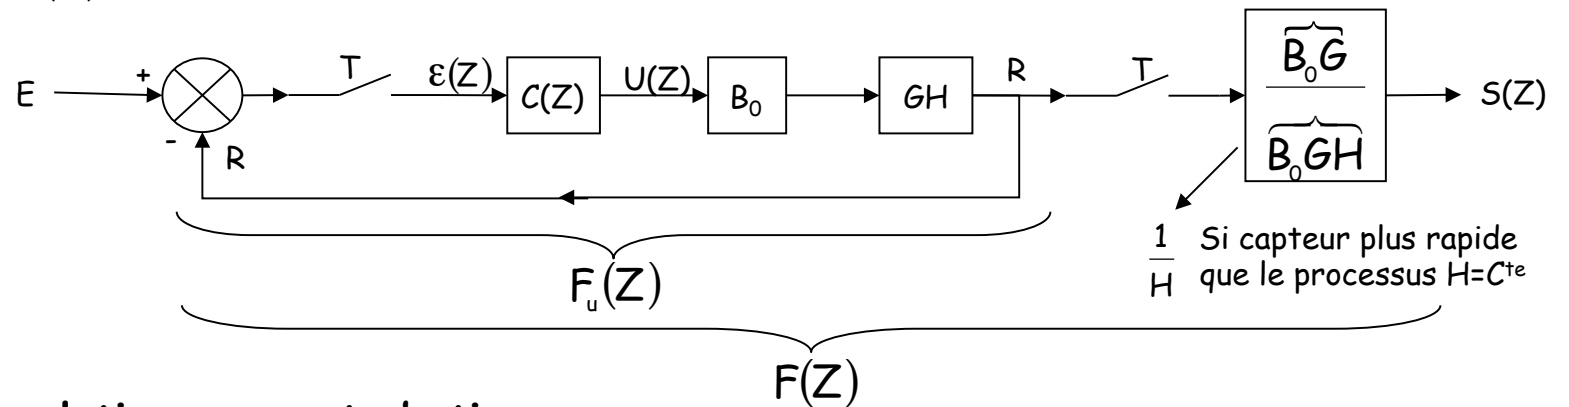 E + - T ε(Z) C(Z) U(Z) B₀ GH R T B₀G S(Z)
B₀GH
R
1 Si capteur plus rapide
H que le processus H=Cᵗᵉ
Fᵤ(Z)
F(Z)